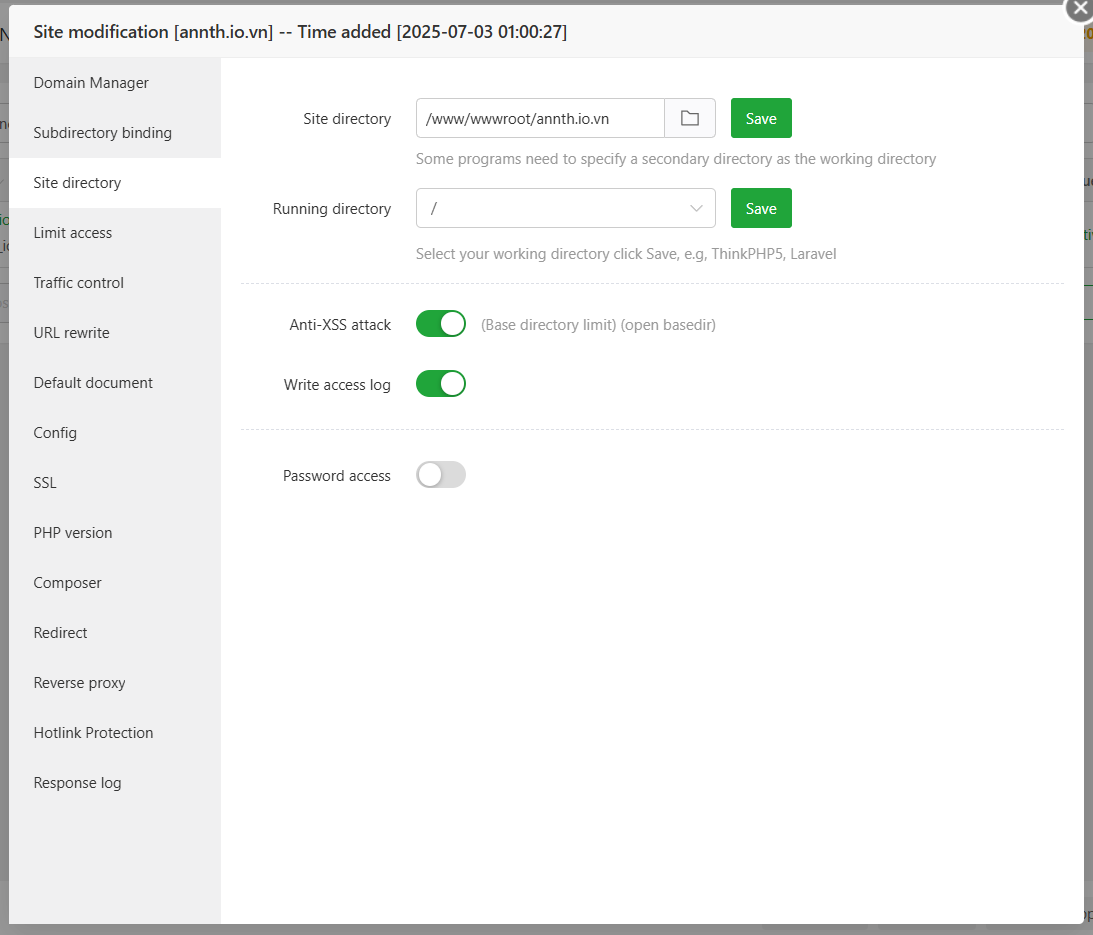 Site modification [annth.io.vn] -- Time added [2025-07-03 01:00:27]
Domain Manager
Subdirectory binding
Site directory
Limit access
Traffic control
URL rewrite
Default document
Config
SSL
PHP version
Composer
Redirect
Reverse proxy
Hotlink Protection
Response log
Site directory /www/wwwroot/annth.io.vn Save
Some programs need to specify a secondary directory as the working directory
Running directory / Save
Select your working directory click Save, e.g, ThinkPHP5, Laravel
Anti-XSS attack (Base directory limit) (open basedir)
Write access log
Password access